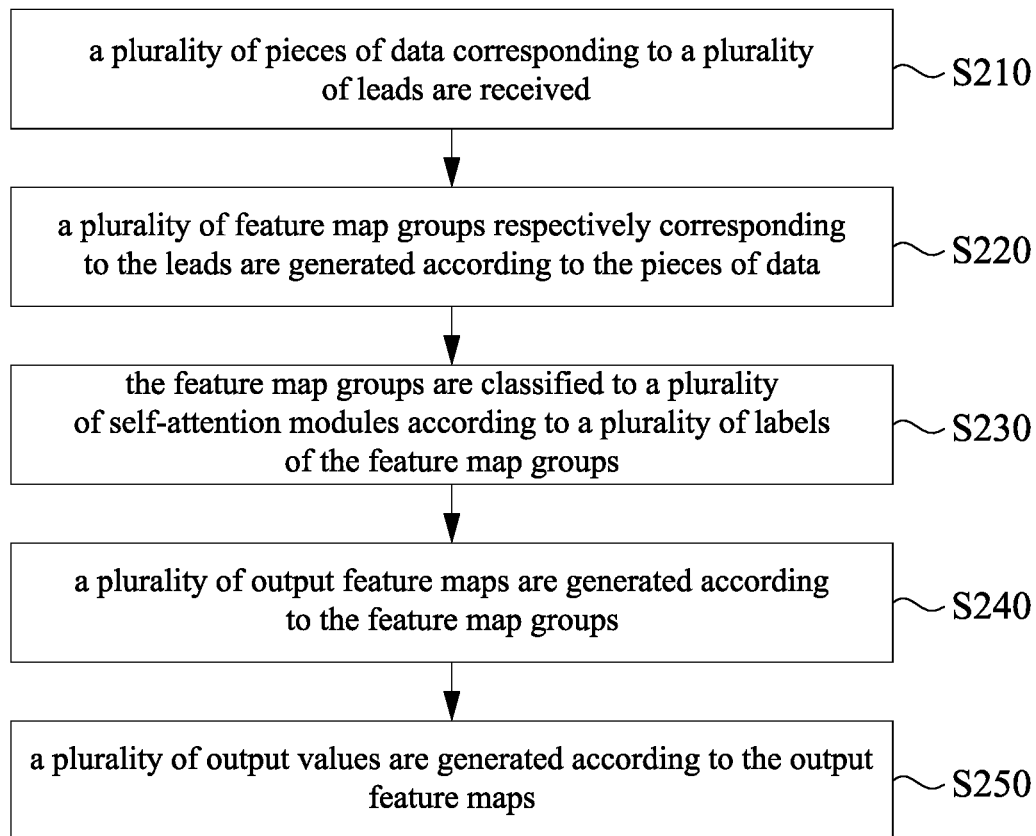 a plurality of pieces of data corresponding to a plurality
of leads are received
S210
a plurality of feature map groups respectively corresponding
to the leads are generated according to the pieces of data
S220
the feature map groups are classified to a plurality
of self-attention modules according to a plurality of labels
of the feature map groups
S230
a plurality of output feature maps are generated according
to the feature map groups
S240
a plurality of output values are generated according to the output
feature maps
S250